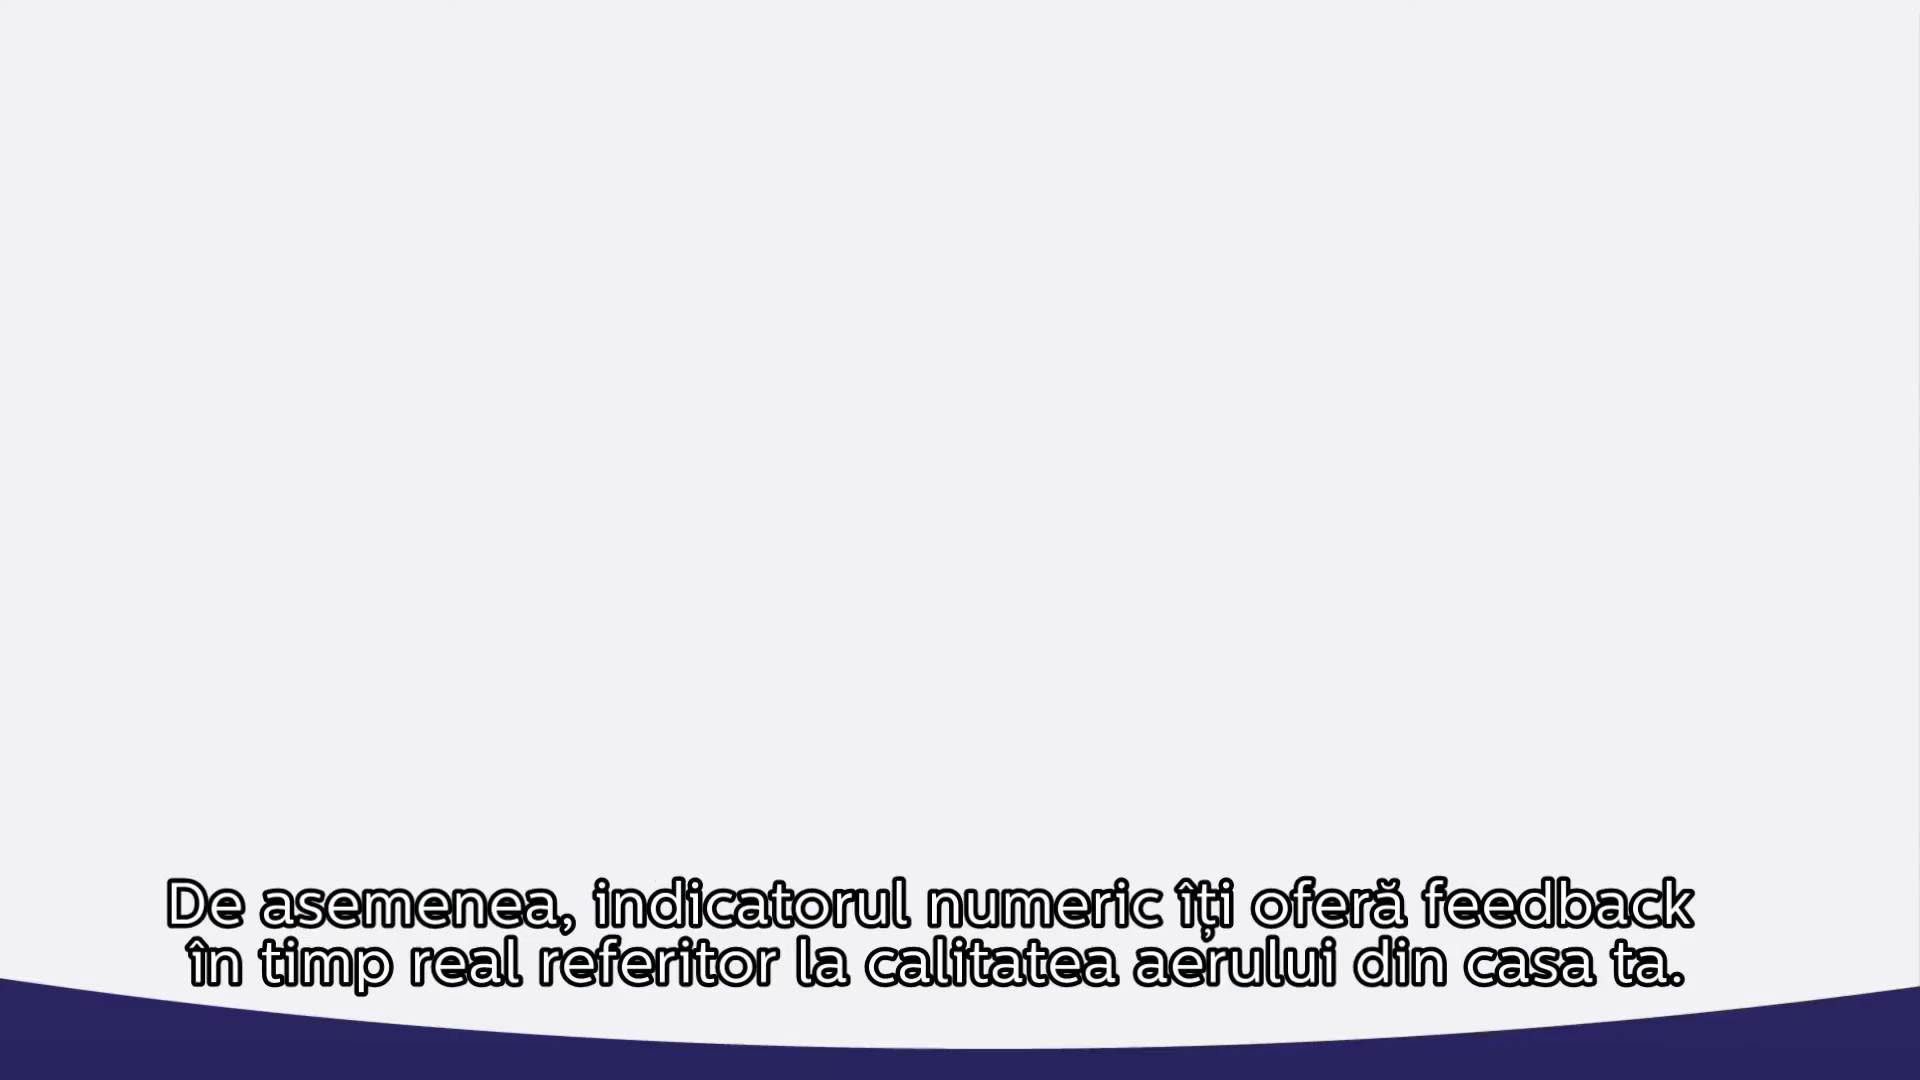 De asemenea, indicatorul numeric îți oferă feedback
în timp real referitor la calitatea aerului din casa ta.